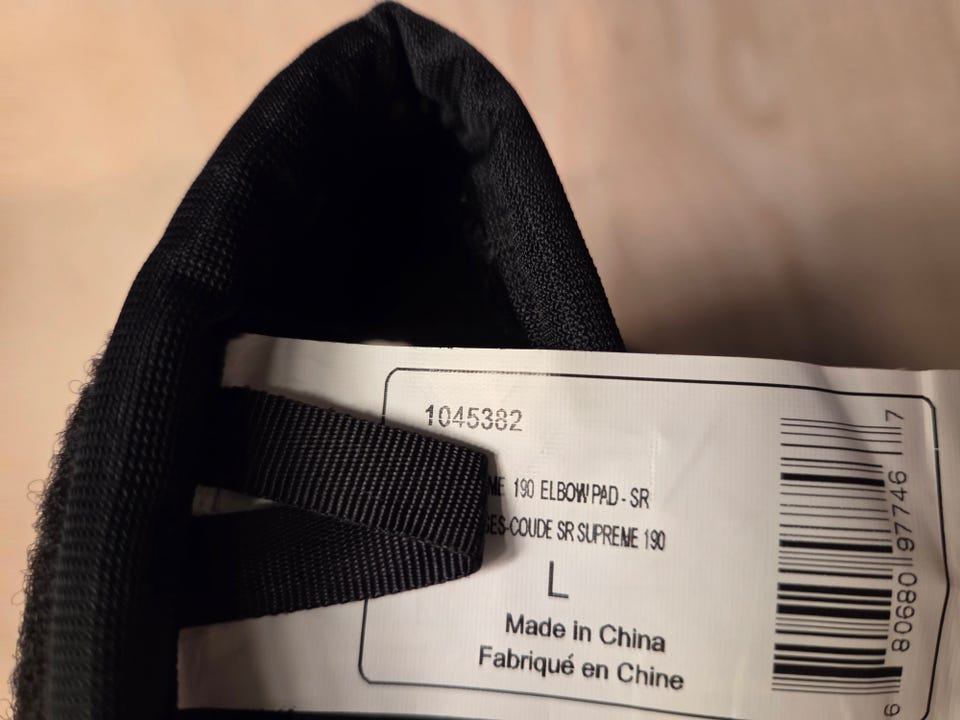 1045382
ME 190 ELBOW PAD - SR
SES-COUDE SR SUPREME 190
L
Made in China
Fabriqué en Chine
6 80680 97746 7